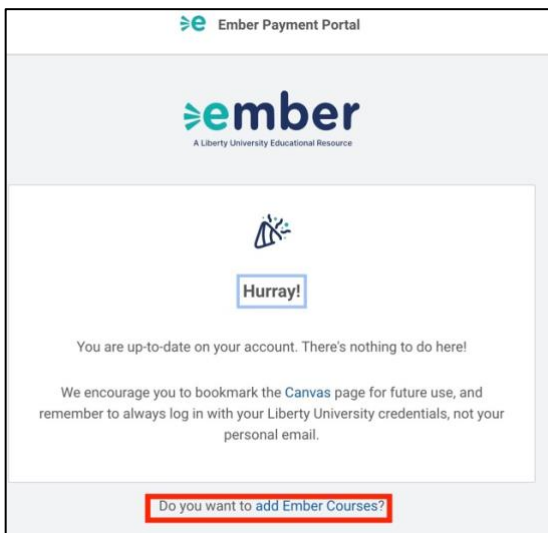 e Ember Payment Portal
ember
A Liberty University Educational Resource
Hurray!
You are up-to-date on your account. There's nothing to do here!
We encourage you to bookmark the Canvas page for future use, and
remember to always log in with your Liberty University credentials, not your
personal email.
Do you want to add Ember Courses?